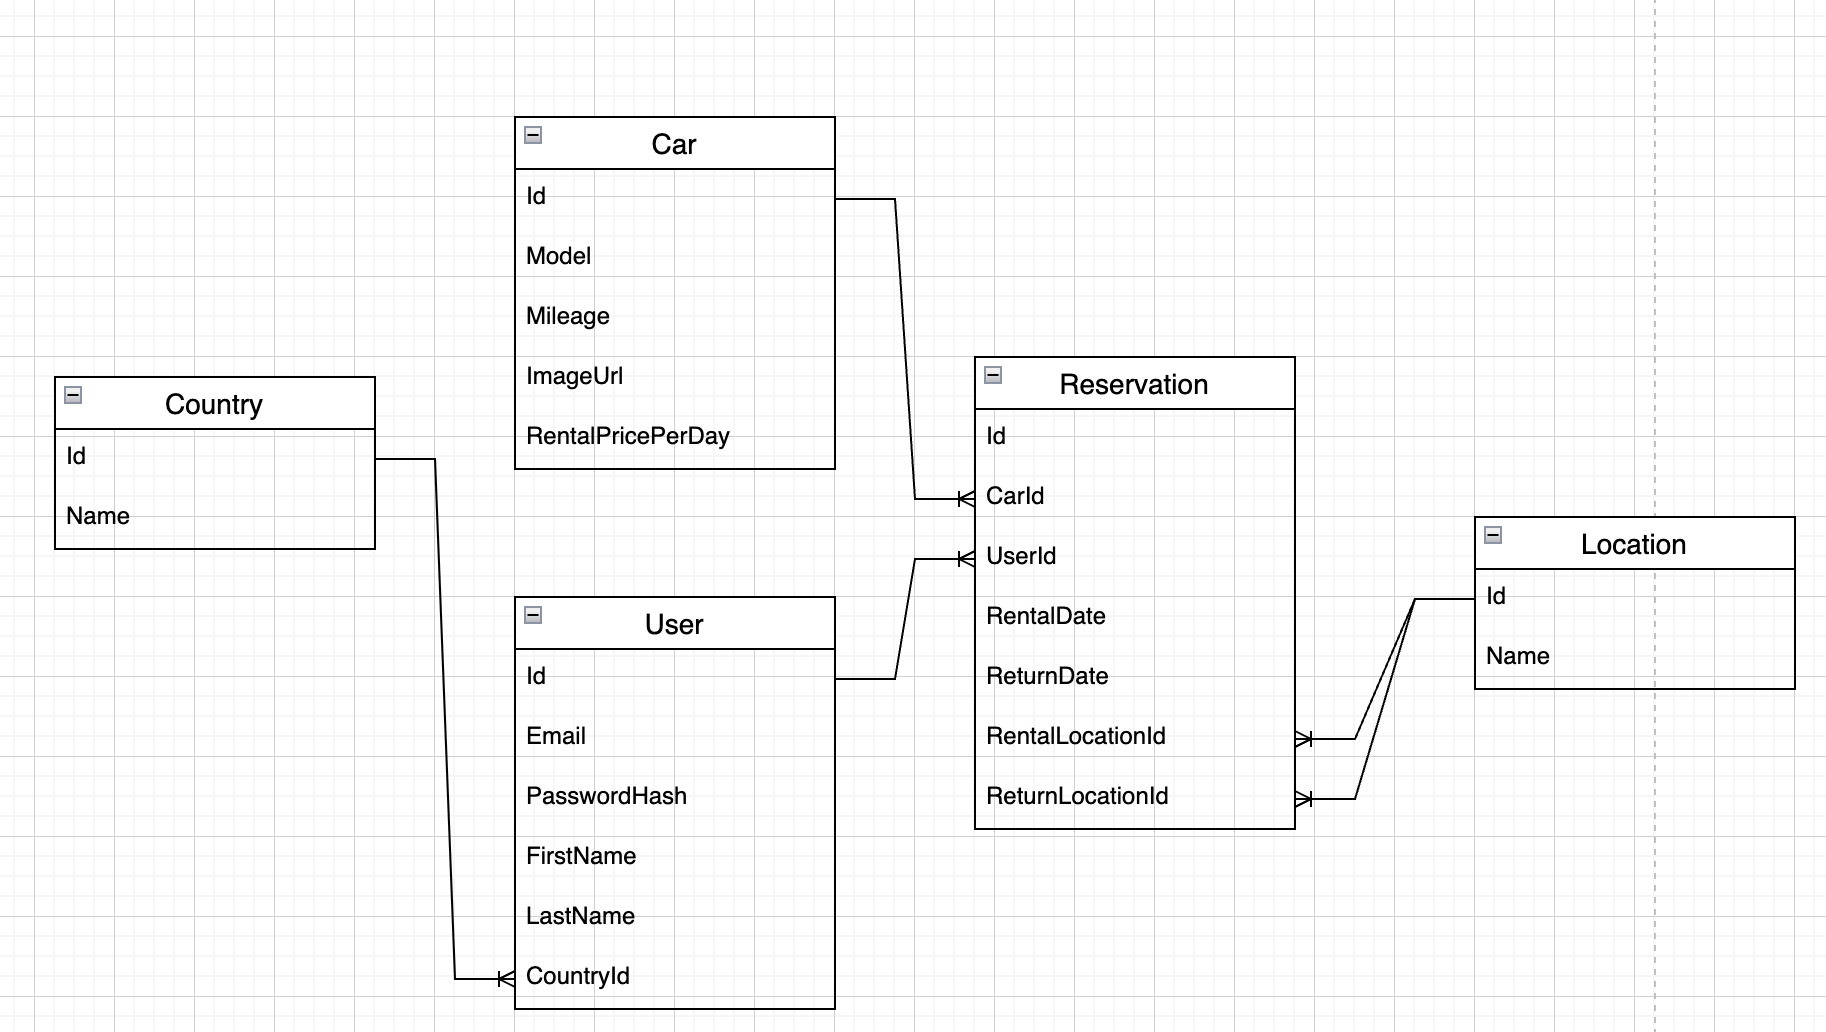 Country
Id
Name
Car
Id
Model
Mileage
ImageUrl
RentalPricePerDay
User
Id
Email
PasswordHash
FirstName
LastName
CountryId
Reservation
Id
CarId
UserId
RentalDate
ReturnDate
RentalLocationId
ReturnLocationId
Location
Id
Name